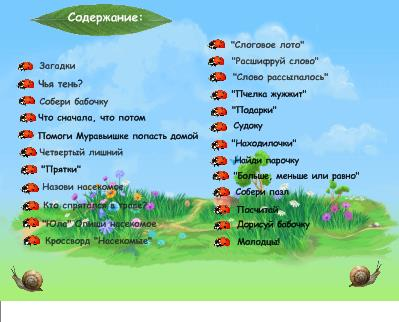 Содержание:
Загадки
Чья тень?
Собери бабочку
Что сначала, что потом
Помоги Муравьишке попасть домой
Четвертый лишний
"Прятки"
Назови насекомое
Кто спрятался в траве?
"Юла" Опиши насекомое
Кроссворд "Насекомые"
"Слоговое лото"
"Расшифруй слово"
"Слово рассыпалось"
"Пчелка жужжит"
"Подарки"
Судоку
"Находилочки"
Найди парочку
"Больше, меньше или равно"
Собери пазл
Посчитай
Дорисуй бабочку
Молодцы!